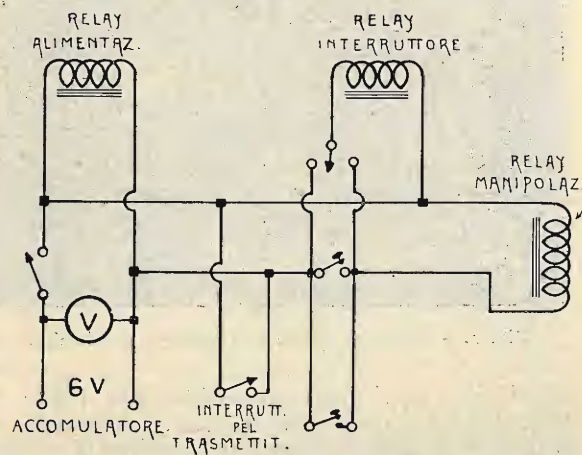 RELAY
ALIMENTAZ.
RELAY
INTERRUTTORE
RELAY
MANIPOLAZ
V
6 V
ACCOMULATORE.
INTERRUTT.
PEL
TRASMETTIT.